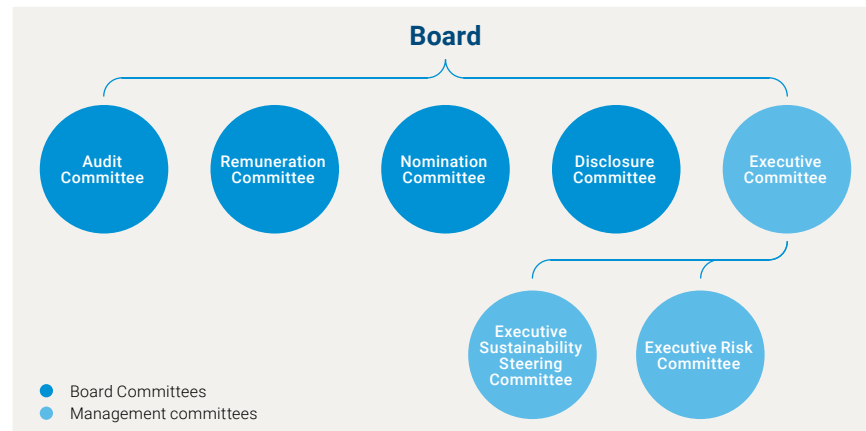 Board
Audit
Committee
Remuneration
Committee
Nomination
Committee
Disclosure
Committee
Executive
Committee
Executive
Sustainability
Steering
Committee
Executive Risk
Committee
Board Committees
Management committees